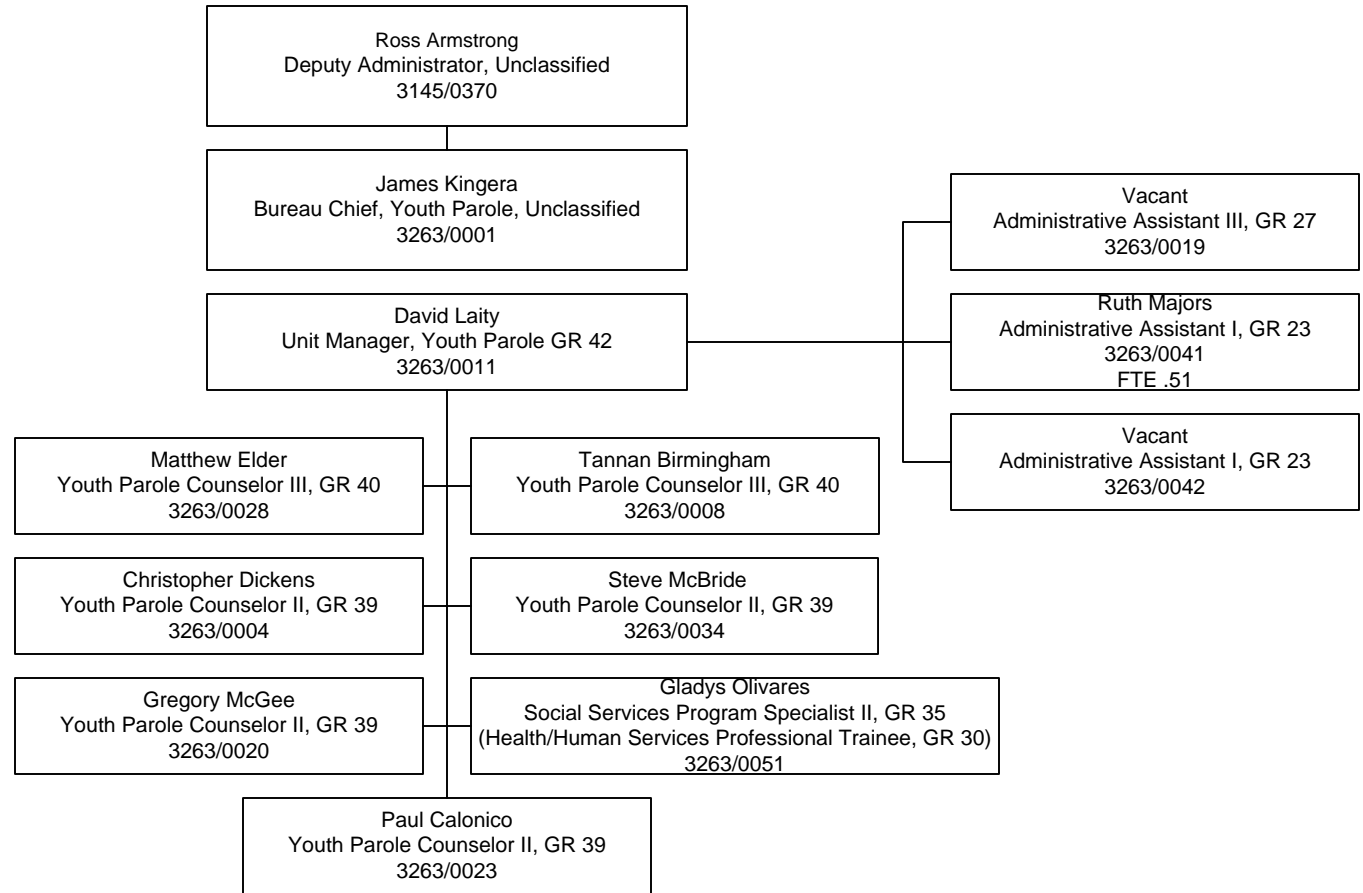 Ross Armstrong
Deputy Administrator, Unclassified
3145/0370
James Kingera
Bureau Chief, Youth Parole, Unclassified
3263/0001
David Laity
Unit Manager, Youth Parole GR 42
3263/0011
Vacant
Administrative Assistant III, GR 27
3263/0019
Ruth Majors
Administrative Assistant I, GR 23
3263/0041
FTE .51
Vacant
Administrative Assistant I, GR 23
3263/0042
Matthew Elder
Youth Parole Counselor III, GR 40
3263/0028
Tannan Birmingham
Youth Parole Counselor III, GR 40
3263/0008
Christopher Dickens
Youth Parole Counselor II, GR 39
3263/0004
Steve McBride
Youth Parole Counselor II, GR 39
3263/0034
Gregory McGee
Youth Parole Counselor II, GR 39
3263/0020
Gladys Olivares
Social Services Program Specialist II, GR 35
(Health/Human Services Professional Trainee, GR 30)
3263/0051
Paul Calonico
Youth Parole Counselor II, GR 39
3263/0023